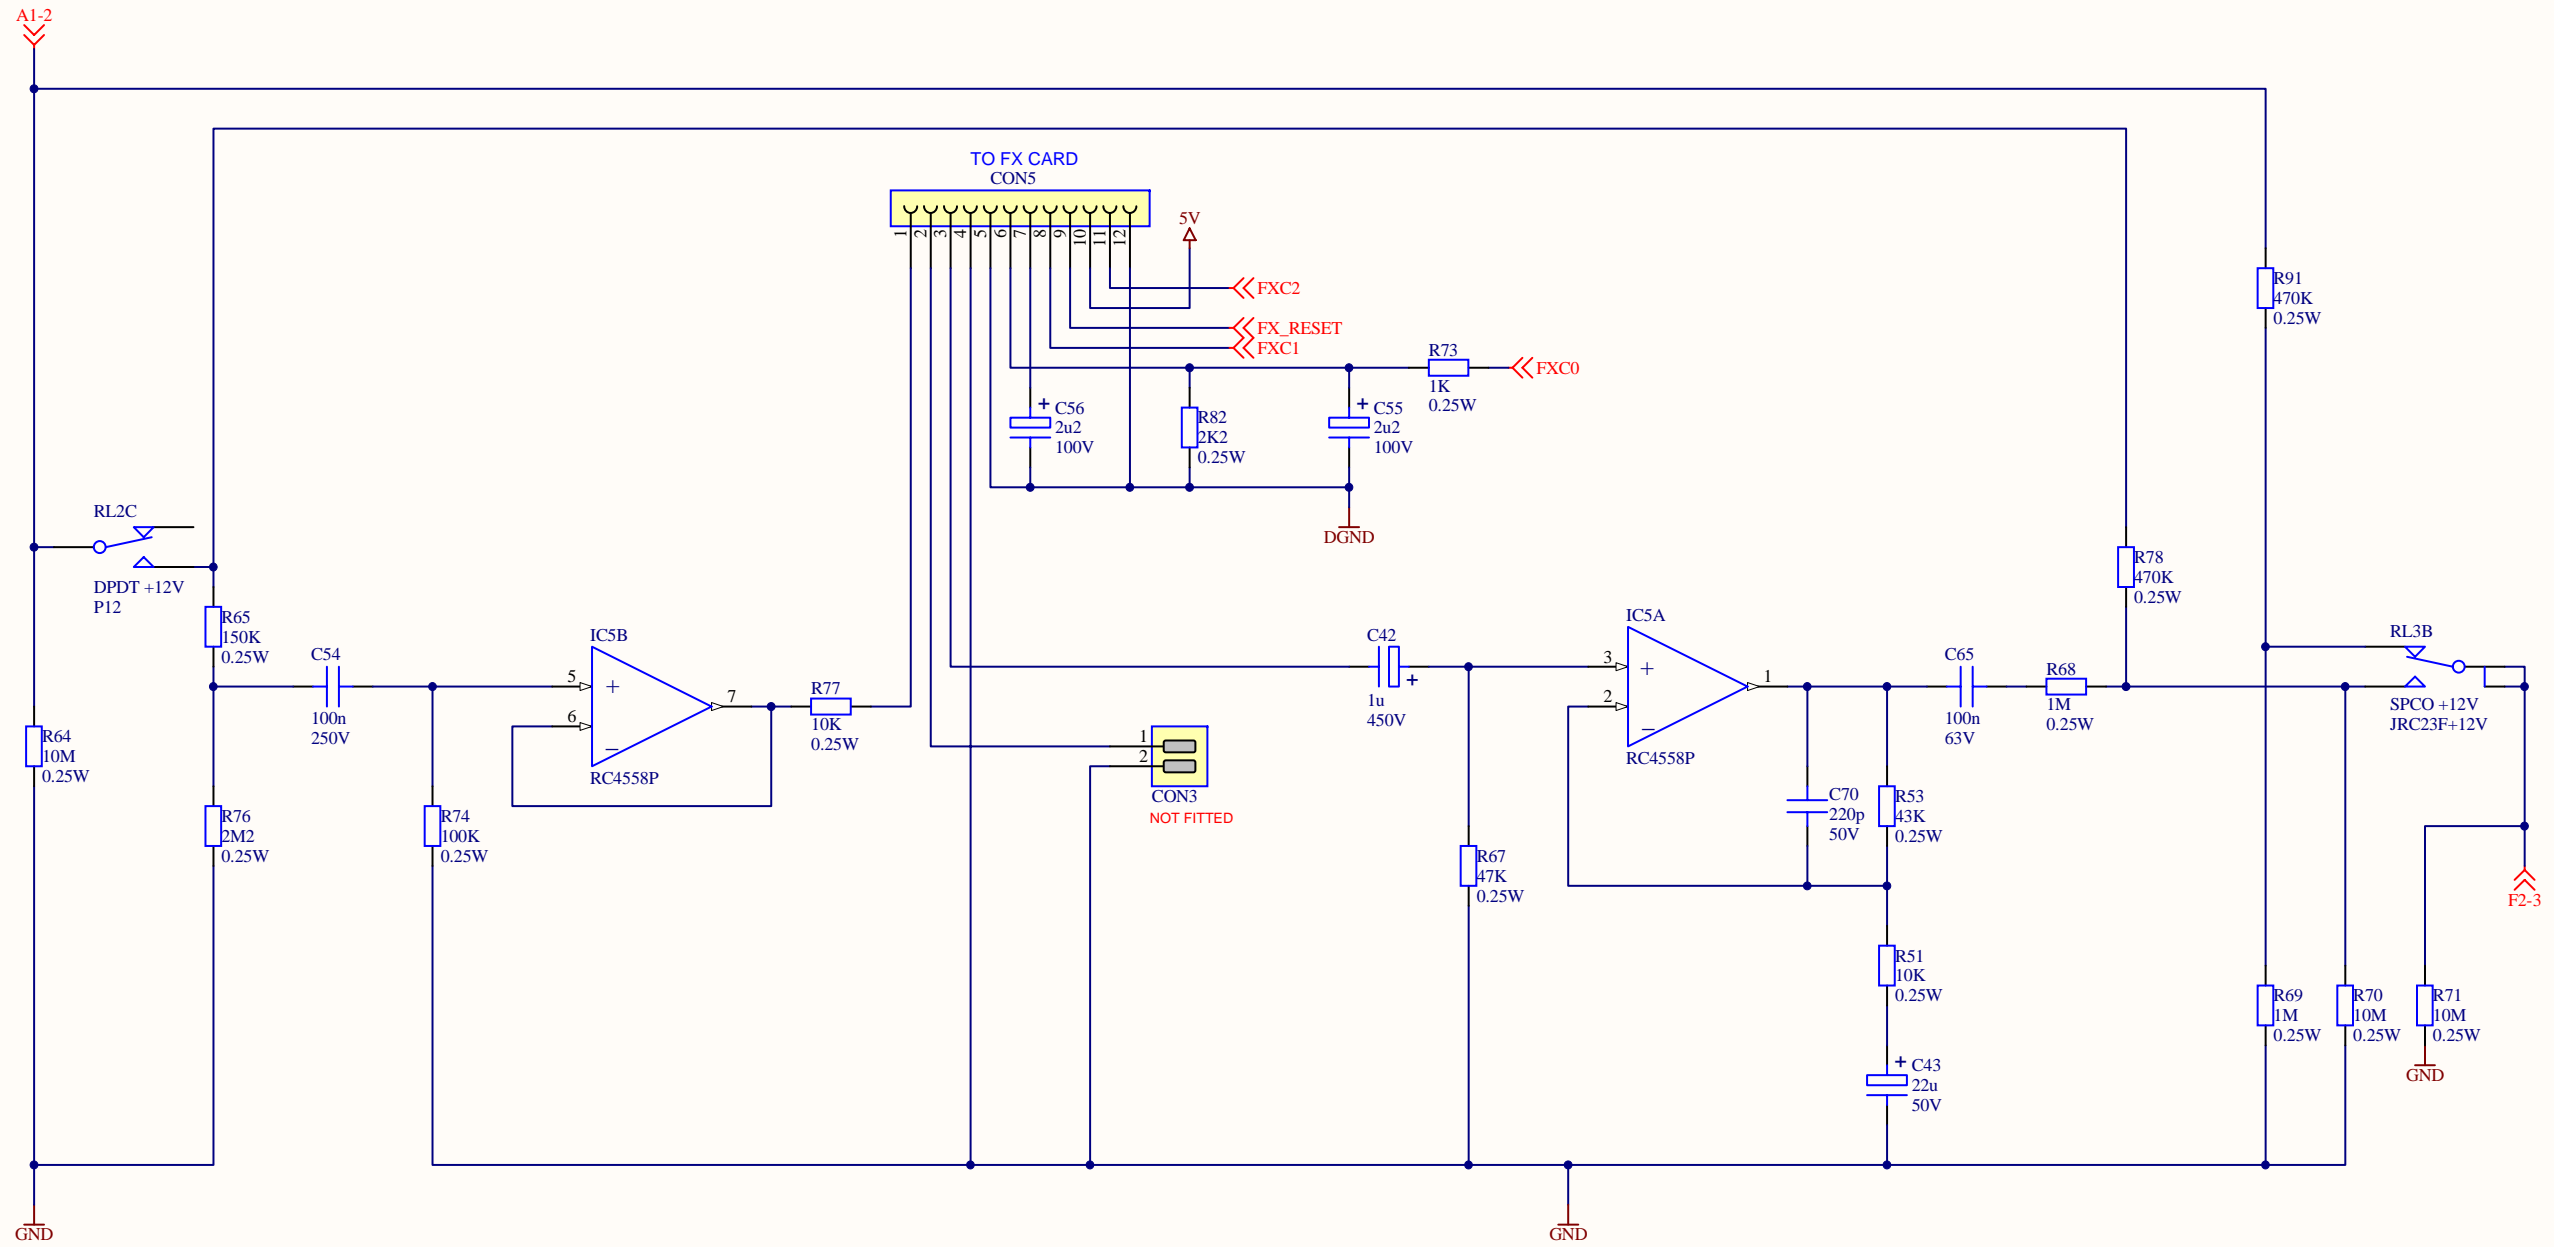 A1-2
TO FX CARD
CON5
1
2
3
4
5
6
7
8
9
10
11
12
5V
FXC2
FX_RESET
FXC1
R73
1K
0.25W
FXC0
C56
2u2
100V
R82
2K2
0.25W
C55
2u2
100V
DGND
R91
470K
0.25W
RL2C
DPDT +12V
P12
R65
150K
0.25W
C54
100n
250V
IC5B
5
6
7
RC4558P
R77
10K
0.25W
R64
10M
0.25W
R76
2M2
0.25W
R74
100K
0.25W
1
2
CON3
NOT FITTED
C42
1u
450V
R67
47K
0.25W
IC5A
3
2
1
RC4558P
C70
220p
50V
R53
43K
0.25W
C65
100n
63V
R68
1M
0.25W
R78
470K
0.25W
RL3B
SPCO +12V
JRC23F+12V
F2-3
R51
10K
0.25W
C43
22u
50V
R69
1M
0.25W
R70
10M
0.25W
R71
10M
0.25W
GND
GND
GND